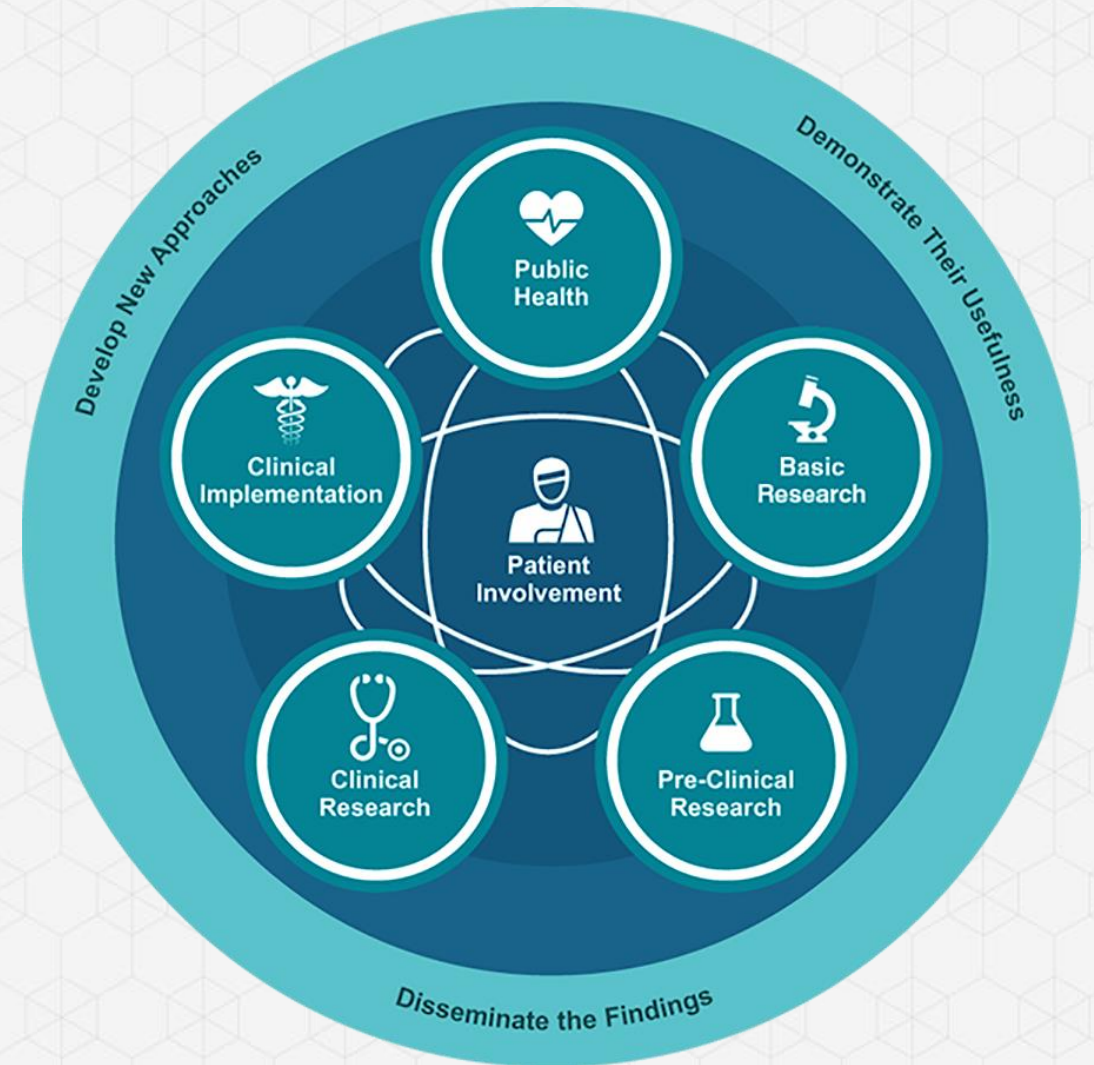 Develop New Approaches
Demonstrate Their Usefulness
Public
Health
Clinical
Implementation
Basic
Research
Patient
Involvement
Clinical
Research
Pre-Clinical
Research
Disseminate the Findings